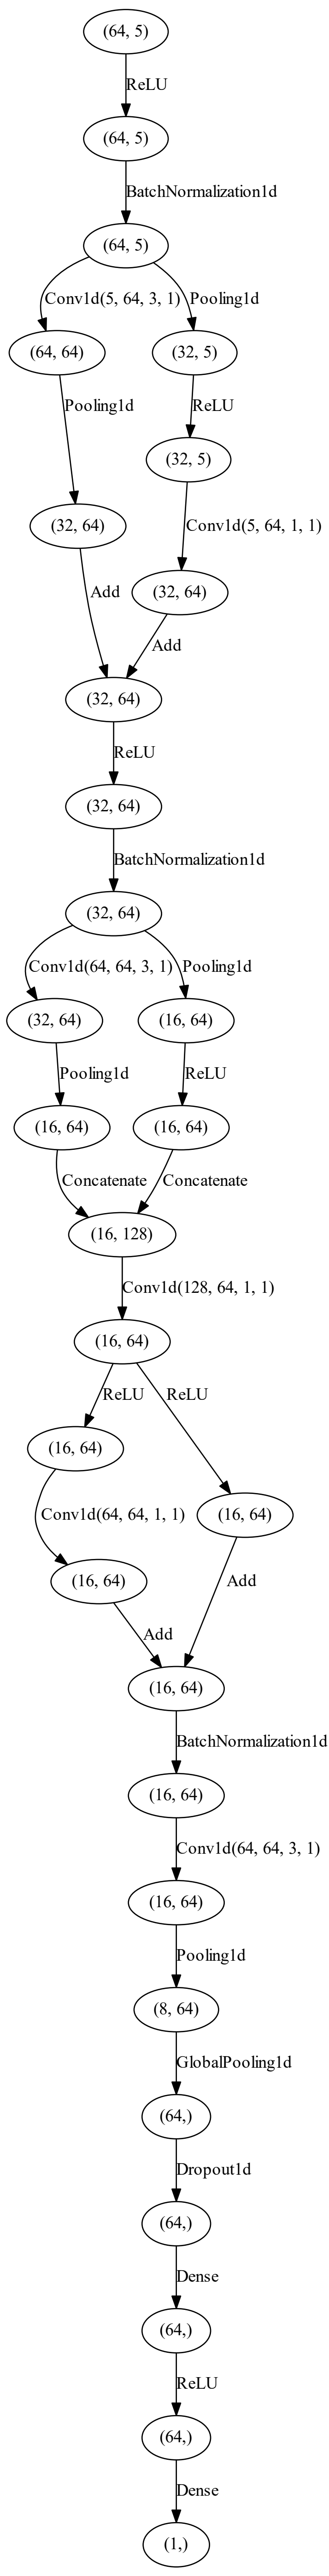 (64, 5)
ReLU
(64, 5)
BatchNormalization1d
(64, 5)
Conv1d(5, 64, 3, 1) Pooling1d
(64, 64) (32, 5)
Pooling1d ReLU
(32, 5)
(32, 64) Conv1d(5, 64, 1, 1)
Add (32, 64)
Add
(32, 64)
ReLU
(32, 64)
BatchNormalization1d
(32, 64)
Conv1d(64, 64, 3, 1) Pooling1d
(32, 64) (16, 64)
Pooling1d ReLU
(16, 64) (16, 64)
Concatenate Concatenate
(16, 128)
Conv1d(128, 64, 1, 1)
(16, 64)
ReLU ReLU
(16, 64)
Conv1d(64, 64, 1, 1) (16, 64)
(16, 64) Add
Add
(16, 64)
BatchNormalization1d
(16, 64)
Conv1d(64, 64, 3, 1)
(16, 64)
Pooling1d
(8, 64)
GlobalPooling1d
(64,)
Dropout1d
(64,)
Dense
(64,)
ReLU
(64,)
Dense
(1,)